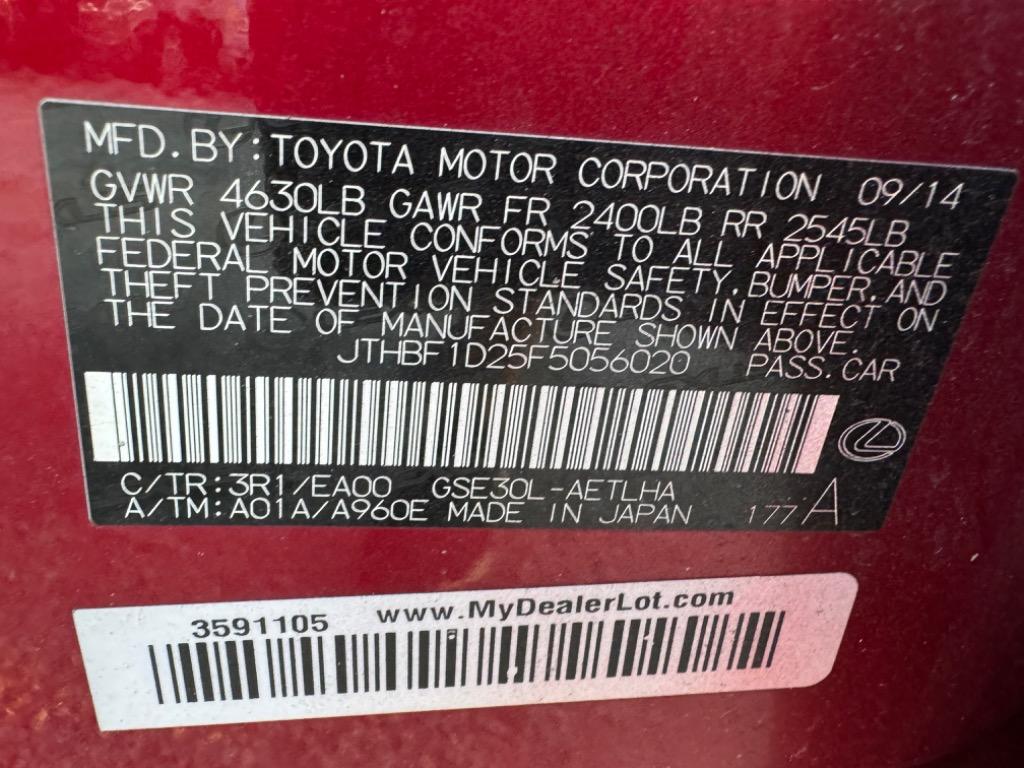 MFD. BY: TOYOTA MOTOR CORPORATION 09/14
GVWR 4630LB GAWR FR 2400LB RR 2545LB
THIS VEHICLE CONFORMS TO ALL APPLICABLE
FEDERAL MOTOR VEHICLE SAFETY, BUMPER, AND
THEFT PREVENTION STANDARDS IN EFFECT ON
THE DATE OF MANUFACTURE SHOWN ABOVE.
JTHBF1D25F5056020 PASS. CAR
C/TR: 3R1/EA00 GSE30L-AETLHA
A/TM: A01A/A960E MADE IN JAPAN 177 A
3591105 www.MyDealerLot.com